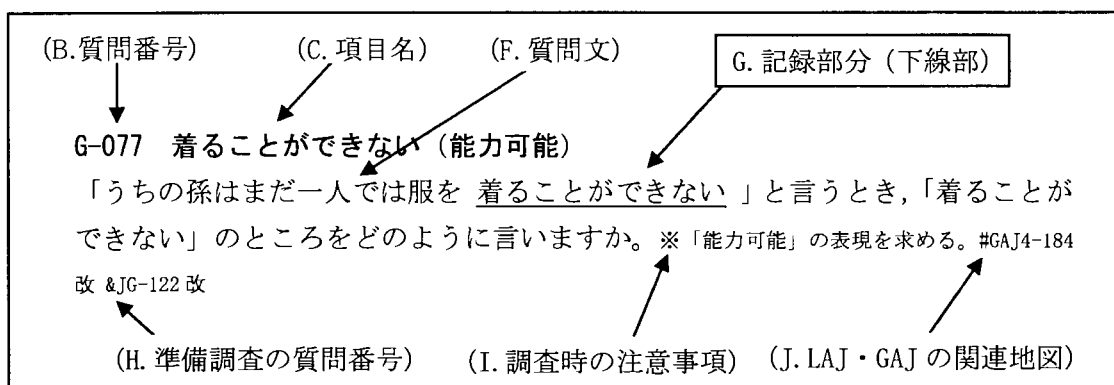 (B.質問番号) (C.項目名) (F.質問文) G.記録部分(下線部)
G-077 着ることができない(能力可能)
「うちの孫はまだ一人では服を 着ることができない 」と言うとき,「着ることが
できない」のところをどのように言いますか。※「能力可能」の表現を求める。#GAJ4-184
改 &JG-122改
(H.準備調査の質問番号) (I.調査時の注意事項) (J.LAJ・GAJの関連地図)